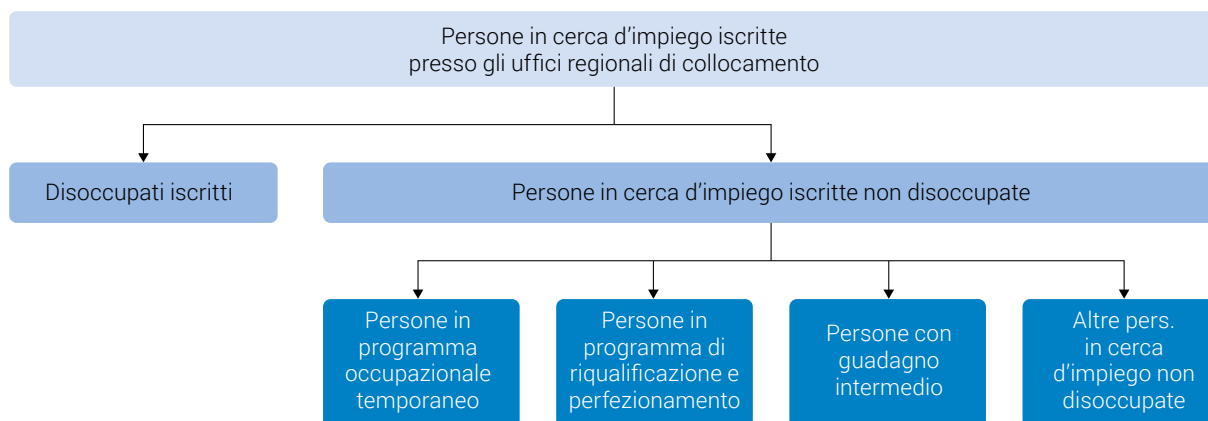 Persone in cerca d'impiego iscritte
presso gli uffici regionali di collocamento
Disoccupati iscritti
Persone in cerca d'impiego iscritte non disoccupate
Persone in
programma
occupazionale
temporaneo
Persone in
programma di
riqualificazione e
perfezionamento
Persone con
guadagno
intermedio
Altre pers.
in cerca
d'impiego non
disoccupate